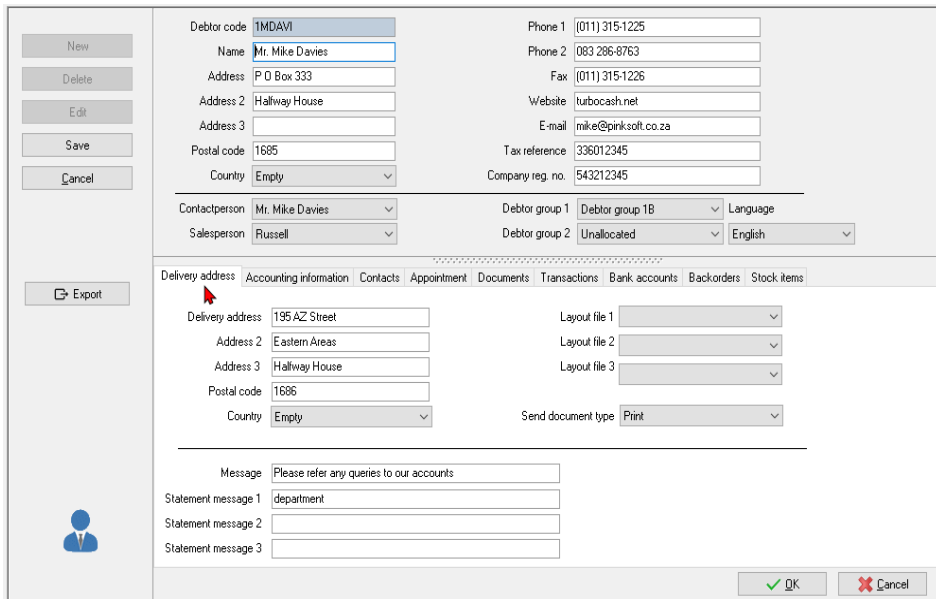 New
Delete
Edit
Save
Cancel
Export
Debtor code 1MDAVI
Name Mr. Mike Davies
Address P O Box 333
Address 2 Halfway House
Address 3
Postal code 1685
Country Empty
Phone 1 (011) 315-1225
Phone 2 083 286-8763
Fax (011) 315-1226
Website turbocash.net
E-mail mike@pinksoft.co.za
Tax reference 336012345
Company reg. no. 543212345
Contactperson Mr. Mike Davies
Salesperson Russell
Debtor group 1 Debtor group 1B Language
Debtor group 2 Unallocated English
Delivery address Accounting information Contacts Appointment Documents Transactions Bank accounts Backorders Stock items
Delivery address 195 AZ Street
Address 2 Eastern Areas
Address 3 Halfway House
Postal code 1686
Country Empty
Layout file 1
Layout file 2
Layout file 3
Send document type Print
Message Please refer any queries to our accounts
Statement message 1 department
Statement message 2
Statement message 3
OK Cancel